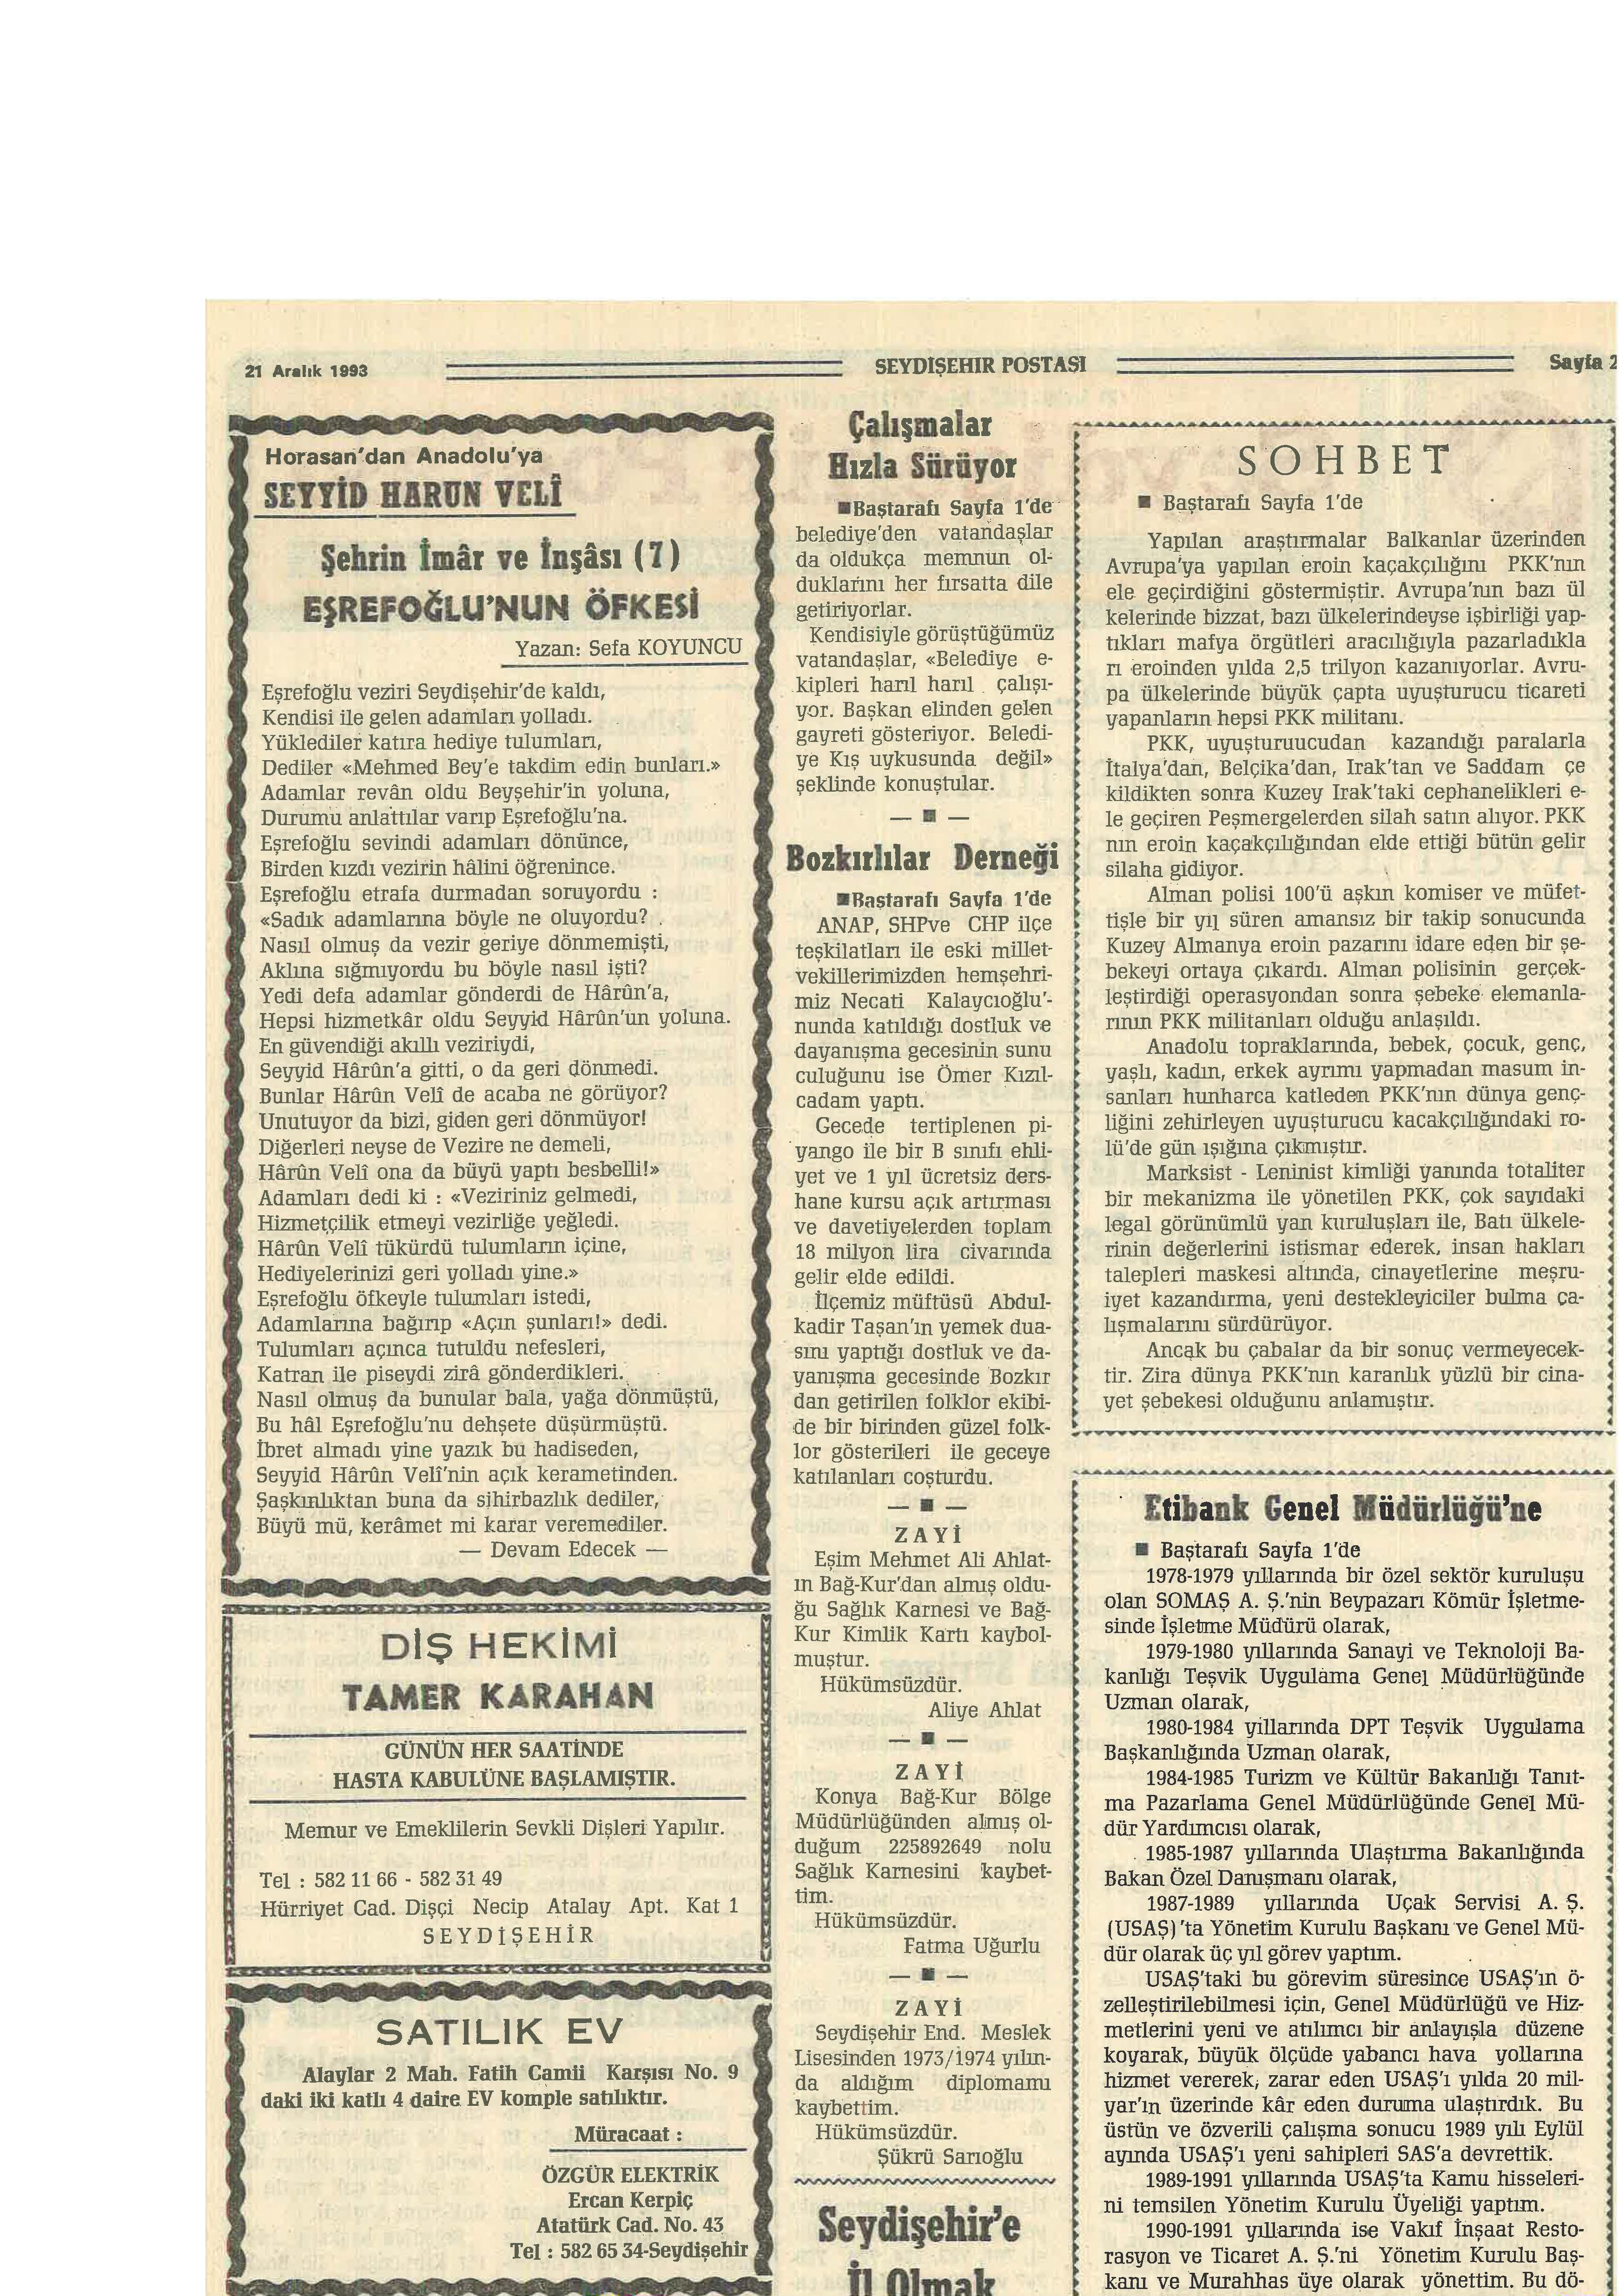 21 Aralık 1993
SEYDİŞEHİR POSTASI
Sayfa 2
Horasan'dan Anadolu'ya
SEYYİD HARUN VELÎ
Şehrin İmâr ve İnşâsı (7)
EŞREFOĞLU'NUN ÖFKESİ
Yazan: Sefa KOYUNCU
Eşrefoğlu veziri Seydişehir'de kaldı,
Kendisi ile gelen adamları yolladı.
Yüklediler katıra hediye tulumları,
Dediler «Mehmed Bey'e takdim edin bunları.»
Adamlar revân oldu Beyşehir'in yoluna,
Durumu anlattılar varıp Eşrefoğlu'na.
Eşrefoğlu sevindi adamları dönünce,
Birden kızdı vezirin hâlini öğrenince.
Eşrefoğlu etrafa durmadan soruyordu :
«Sadık adamlarına böyle ne oluyordu?
Nasıl olmuş da vezir geriye dönmemişti,
Aklına sığmıyordu bu böyle nasıl işti?
Yedi defa adamlar gönderdi de Hârûn'a,
Hepsi hizmetkâr oldu Seyyid Hârûn'un yoluna.
En güvendiği akıllı veziriydi,
Seyyid Hârûn'a gitti, o da geri dönmedi.
Bunlar Hârûn Velî de acaba ne görüyor?
Unutuyor da bizi, giden geri dönmüyor!
Diğerleri neyse de Vezire ne demeli,
Hârûn Velî ona da büyü yaptı besbelli!»
Adamları dedi ki : «Veziriniz gelmedi,
Hizmetçilik etmeyi vezirliğe yeğledi.
Hârûn Velî tükürdü tulumların içine,
Hediyelerinizi geri yolladı yine.»
Eşrefoğlu öfkeyle tulumları istedi,
Adamlarına bağırıp «Açın şunları!» dedi.
Tulumları açınca tutuldu nefesleri,
Katran ile piseydi zirâ gönderdikleri.
Nasıl olmuş da bunular bala, yağa dönmüştü,
Bu hâl Eşrefoğlu'nu dehşete düşürmüştü.
İbret almadı yine yazık bu hadiseden,
Seyyid Hârûn Velî'nin açık kerametinden.
Şaşkınlıktan buna da sihirbazlık dediler,
Büyü mü, kerâmet mi karar veremediler.
— Devam Edecek —
DİŞ HEKİMİ
TAMER KARAHAN
GÜNÜN HER SAATİNDE
HASTA KABULÜNE BAŞLAMIŞTIR.
Memur ve Emeklilerin Sevkli Dişleri Yapılır.
Tel : 582 11 66 - 582 31 49
Hürriyet Cad. Dişçi Necip Atalay Apt. Kat 1
SEYDİŞEHİR
SATILIK EV
Alaylar 2 Mah. Fatih Camii Karşısı No. 9
daki iki katlı 4 daire EV komple satılıktır.
Müracaat :
ÖZGÜR ELEKTRİK
Ercan Kerpiç
Atatürk Cad. No. 43
Tel : 582 65 34-Seydişehir
Çalışmalar
Hızla Sürüyor
■Baştarafı Sayfa 1'de
belediye'den vatandaşlar
da oldukça memnun ol-
duklarını her fırsatta dile
getiriyorlar.
Kendisiyle görüştüğümüz
vatandaşlar, «Belediye e-
kipleri harıl harıl çalışı-
yor. Başkan elinden gelen
gayreti gösteriyor. Beledi-
ye Kış uykusunda değil»
şeklinde konuştular.
— ■ —
Bozkırlılar Derneği
■Baştarafı Sayfa 1'de
ANAP, SHPve CHP ilçe
teşkilatları ile eski millet-
vekillerimizden hemşehri-
miz Necati Kalaycıoğlu'-
nunda katıldığı dostluk ve
dayanışma gecesinin sunu
culuğunu ise Ömer Kızıl-
cadam yaptı.
Gecede tertiplenen pi-
yango ile bir B sınıfı ehli-
yet ve 1 yıl ücretsiz ders-
hane kursu açık artırması
ve davetiyelerden toplam
18 milyon lira civarında
gelir elde edildi.
İlçemiz müftüsü Abdul-
kadir Taşan'ın yemek dua-
sını yaptığı dostluk ve da-
yanışma gecesinde Bozkır
dan getirilen folklor ekibi-
de bir birinden güzel folk-
lor gösterileri ile geceye
katılanları coşturdu.
— ■ —
ZAYİ
Eşim Mehmet Ali Ahlat-
ın Bağ-Kur'dan almış oldu-
ğu Sağlık Karnesi ve Bağ-
Kur Kimlik Kartı kaybol-
muştur.
Hükümsüzdür.
Aliye Ahlat
— ■ —
ZAYİ
Konya Bağ-Kur Bölge
Müdürlüğünden almış ol-
duğum 225892649 nolu
Sağlık Karnesini kaybet-
tim.
Hükümsüzdür.
Fatma Uğurlu
— ■ —
ZAYİ
Seydişehir End. Meslek
Lisesinden 1973/1974 yılın-
da aldığım diplomamı
kaybettim.
Hükümsüzdür.
Şükrü Sarıoğlu
Seydişehir'e
İl Olmak
SOHBET
■ Baştarafı Sayfa 1'de
Yapılan araştırmalar Balkanlar üzerinden
Avrupa'ya yapılan eroin kaçakçılığını PKK'nın
ele geçirdiğini göstermiştir. Avrupa'nın bazı ül
kelerinde bizzat, bazı ülkelerindeyse işbirliği yap-
tıkları mafya örgütleri aracılığıyla pazarladıkla
rı eroinden yılda 2,5 trilyon kazanıyorlar. Avru-
pa ülkelerinde büyük çapta uyuşturucu ticareti
yapanların hepsi PKK militanı.
PKK, uyuşturuucudan kazandığı paralarla
İtalya'dan, Belçika'dan, Irak'tan ve Saddam çe
kildikten sonra Kuzey Irak'taki cephanelikleri e-
le geçiren Peşmergelerden silah satın alıyor. PKK
nın eroin kaçakçılığından elde ettiği bütün gelir
silaha gidiyor.
Alman polisi 100'ü aşkın komiser ve müfet-
tişle bir yıl süren amansız bir takip sonucunda
Kuzey Almanya eroin pazarını idare eden bir şe-
bekeyi ortaya çıkardı. Alman polisinin gerçek-
leştirdiği operasyondan sonra şebeke elemanla-
rının PKK militanları olduğu anlaşıldı.
Anadolu topraklarında, bebek, çocuk, genç,
yaşlı, kadın, erkek ayrımı yapmadan masum in-
sanları hunharca katleden PKK'nın dünya genç-
liğini zehirleyen uyuşturucu kacakçılığındaki ro-
lü'de gün ışığına çıkmıştır.
Marksist - Leninist kimliği yanında totaliter
bir mekanizma ile yönetilen PKK, çok sayıdaki
legal görünümlü yan kuruluşları ile, Batı ülkele-
rinin değerlerini istismar ederek, insan hakları
talepleri maskesi altında, cinayetlerine meşru-
iyet kazandırma, yeni destekleyiciler bulma ça-
lışmalarını sürdürüyor.
Ancak bu çabalar da bir sonuç vermeyecek-
tir. Zira dünya PKK'nın karanlık yüzlü bir cina-
yet şebekesi olduğunu anlamıştır.
Etibank Genel Müdürlüğü'ne
■ Baştarafı Sayfa 1'de
1978-1979 yıllarında bir özel sektör kuruluşu
olan SOMAŞ A. Ş.'nin Beypazarı Kömür İşletme-
sinde İşletme Müdürü olarak,
1979-1980 yıllarında Sanayi ve Teknoloji Ba-
kanlığı Teşvik Uygulama Genel Müdürlüğünde
Uzman olarak,
1980-1984 yıllarında DPT Teşvik Uygulama
Başkanlığında Uzman olarak,
1984-1985 Turizm ve Kültür Bakanlığı Tanıt-
ma Pazarlama Genel Müdürlüğünde Genel Mü-
dür Yardımcısı olarak,
1985-1987 yıllarında Ulaştırma Bakanlığında
Bakan Özel Danışmanı olarak,
1987-1989 yıllarında Uçak Servisi A. Ş.
(USAŞ)'ta Yönetim Kurulu Başkanı ve Genel Mü-
dür olarak üç yıl görev yaptım.
USAŞ'taki bu görevim süresince USAŞ'ın ö-
zelleştirilebilmesi için, Genel Müdürlüğü ve Hiz-
metlerini yeni ve atılımcı bir anlayışla düzene
koyarak, büyük ölçüde yabancı hava yollarına
hizmet vererek, zarar eden USAŞ'ı yılda 20 mil-
yar'ın üzerinde kâr eden duruma ulaştırdık. Bu
üstün ve özverili çalışma sonucu 1989 yılı Eylül
ayında USAŞ'ı yeni sahipleri SAS'a devrettik.
1989-1991 yıllarında USAŞ'ta Kamu hisseleri-
ni temsilen Yönetim Kurulu Üyeliği yaptım.
1990-1991 yıllarında ise Vakıf İnşaat Resto-
rasyon ve Ticaret A. Ş.'ni Yönetim Kurulu Baş-
kanı ve Murahhas üye olarak yönettim. Bu dö-